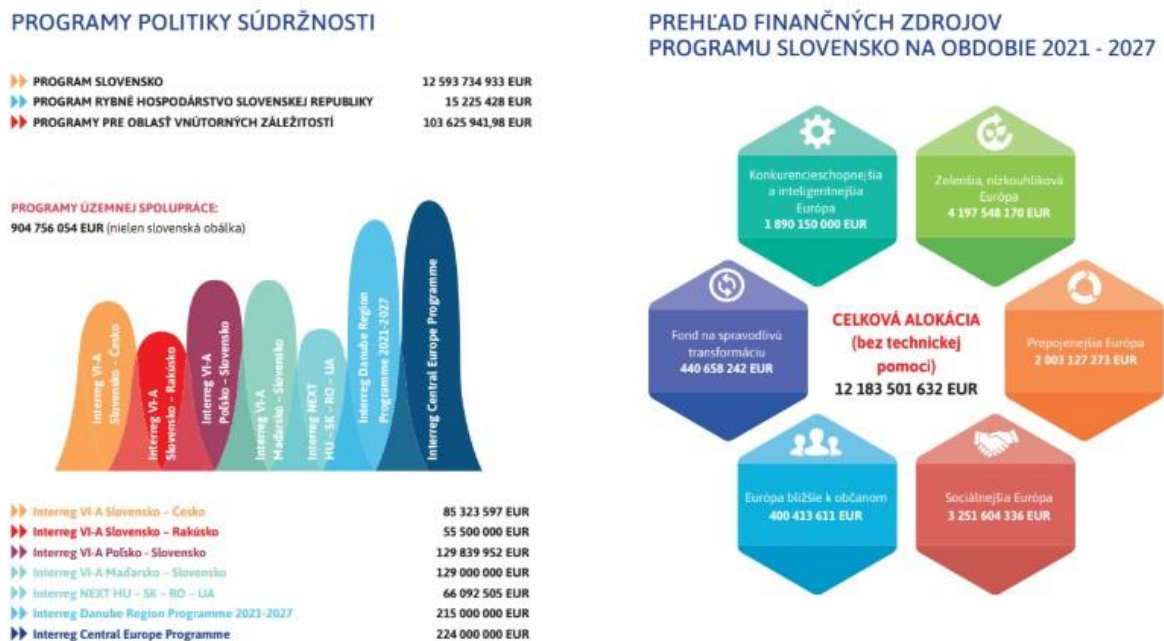 PROGRAMY POLITIKY SÚDRŽNOSTI
PROGRAM SLOVENSKO 12 593 734 933 EUR
PROGRAM RYBNÉ HOSPODÁRSTVO SLOVENSKEJ REPUBLIKY 15 225 428 EUR
PROGRAMY PRE OBLASŤ VNÚTORNÝCH ZÁLEŽITOSTÍ 103 625 941,98 EUR
PROGRAMY ÚZEMNEJ SPOLUPRÁCE:
904 756 054 EUR (nielen slovenská obálka)
Interreg VI-A
Slovensko – Česko
Interreg VI-A
Slovensko – Rakúsko
Interreg VI-A
Poľsko – Slovensko
Interreg VI-A
Maďarsko – Slovensko
Interreg NEXT
HU – SK – RO – UA
Interreg Danube Region
Programme 2021-2027
Interreg Central Europe Programme
Interreg VI-A Slovensko – Česko 85 323 597 EUR
Interreg VI-A Slovensko – Rakúsko 55 500 000 EUR
Interreg VI-A Poľsko - Slovensko 129 839 952 EUR
Interreg VI-A Maďarsko – Slovensko 129 000 000 EUR
Interreg NEXT HU – SK – RO – UA 66 092 505 EUR
Interreg Danube Region Programme 2021-2027 215 000 000 EUR
Interreg Central Europe Programme 224 000 000 EUR
PREHĽAD FINANČNÝCH ZDROJOV
PROGRAMU SLOVENSKO NA OBDOBIE 2021 - 2027
Konkurencieschopnejšia
a inteligentnejšia
Európa
1 890 150 000 EUR
Zelenšia, nízkouhlíková
Európa
4 197 548 170 EUR
Fond na spravodlivú
transformáciu
440 658 242 EUR
CELKOVÁ ALOKÁCIA
(bez technickej
pomoci)
12 183 501 632 EUR
Prepojenejšia Európa
2 003 127 273 EUR
Európa bližšie k občanom
400 413 611 EUR
Sociálnejšia Európa
3 251 604 336 EUR